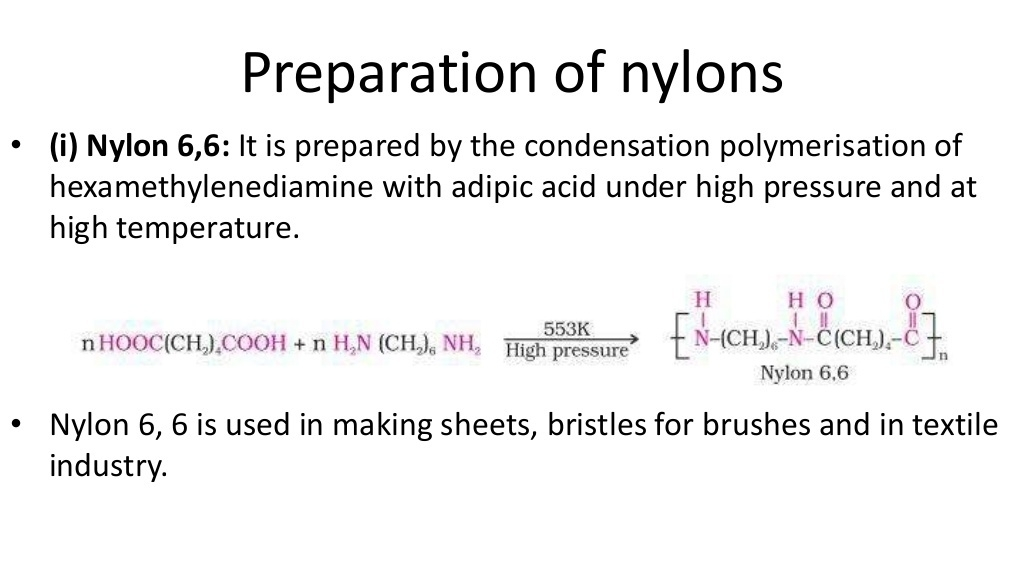 Preparation of nylons
• (i) Nylon 6,6: It is prepared by the condensation polymerisation of
hexamethylenediamine with adipic acid under high pressure and at
high temperature.
H H O O
n HOOC(CH₂)₄COOH + n H₂N (CH₂)₆ NH₂ 553K High pressure → [ N–(CH₂)₆–N–C(CH₂)₄–C ]n
Nylon 6,6
• Nylon 6, 6 is used in making sheets, bristles for brushes and in textile
industry.